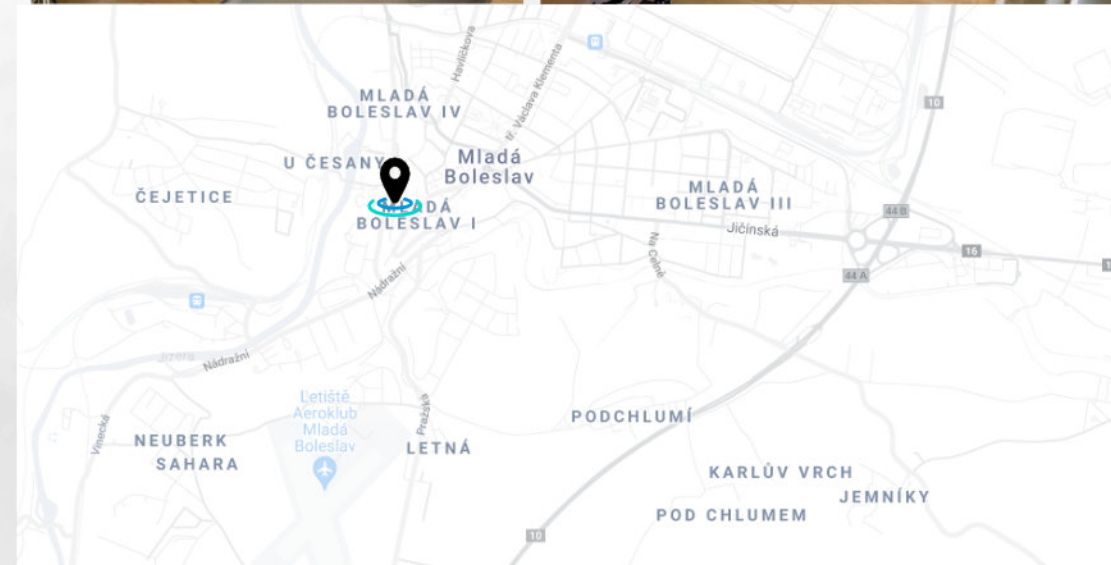 Havlíčkova
tř. Václava Klementa
MLADÁ
BOLESLAV IV
10
U ČESANY
Mladá
Boleslav
ČEJETICE
MLADÁ
BOLESLAV III
MLADÁ
BOLESLAV I
44 B
Jičínská
Na Celně
16
44 A
Nádražní
Jizera
Nádražní
Letiště
Aeroklub
Mladá
Boleslav
Pražská
PODCHLUMÍ
Vinecká
NEUBERK
SAHARA
LETNÁ
KARLŮV VRCH
JEMNÍKY
POD CHLUMEM
10